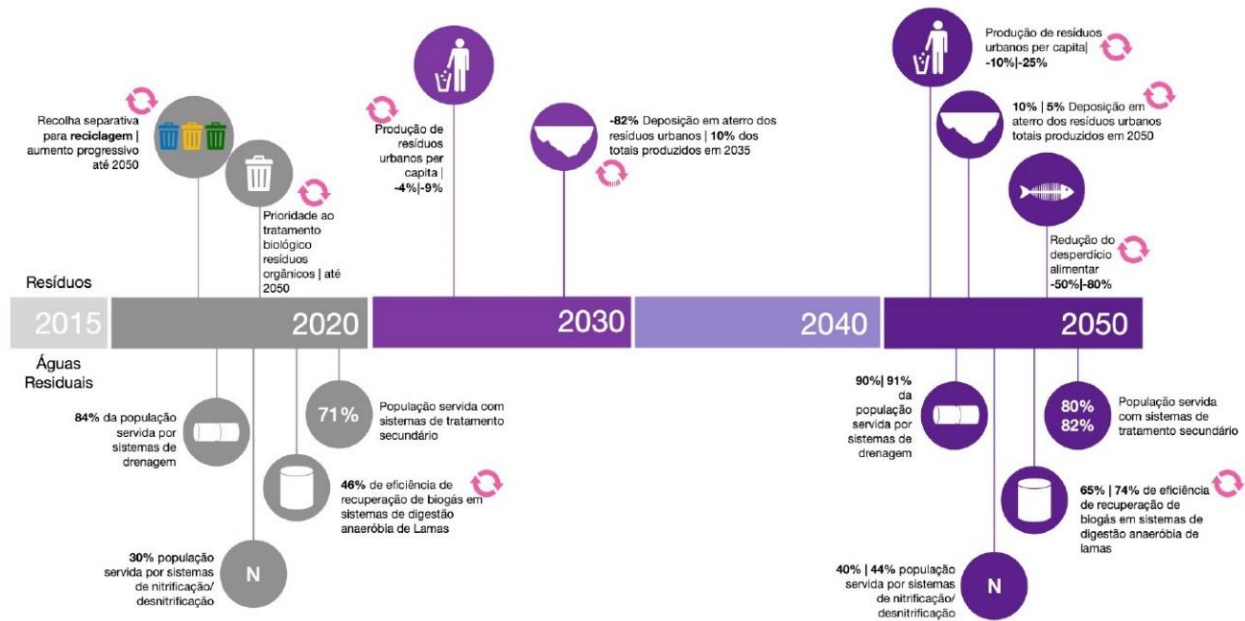 Recolha separativa
para reciclagem |
aumento progressivo
até 2050
Prioridade ao
tratamento
biológico
resíduos
orgânicos | até
2050
Produção de
resíduos
urbanos per
capita |
-4%|-9%
-82% Deposição em aterro dos
resíduos urbanos | 10% dos
totais produzidos em 2035
Produção de resíduos
urbanos per capita|
-10%|-25%
10% | 5% Deposição em
aterro dos resíduos urbanos
totais produzidos em 2050
Redução do
desperdício
alimentar
-50%|-80%
Resíduos
2015
2020
2030
2040
2050
Águas
Residuais
84% da população
servida por
sistemas de
drenagem
71%
População servida com
sistemas de tratamento
secundário
46% de eficiência de
recuperação de biogás em
sistemas de digestão
anaeróbia de Lamas
30% população
servida por sistemas
de nitrificação/
desnitrificação
N
90%| 91%
da
população
servida por
sistemas de
drenagem
80%
82%
População servida
com sistemas de
tratamento secundário
65% | 74% de eficiência
de recuperação de
biogás em sistemas de
digestão anaeróbia de
lamas
40% | 44% população
servida por sistemas
de nitrificação/
desnitrificação
N